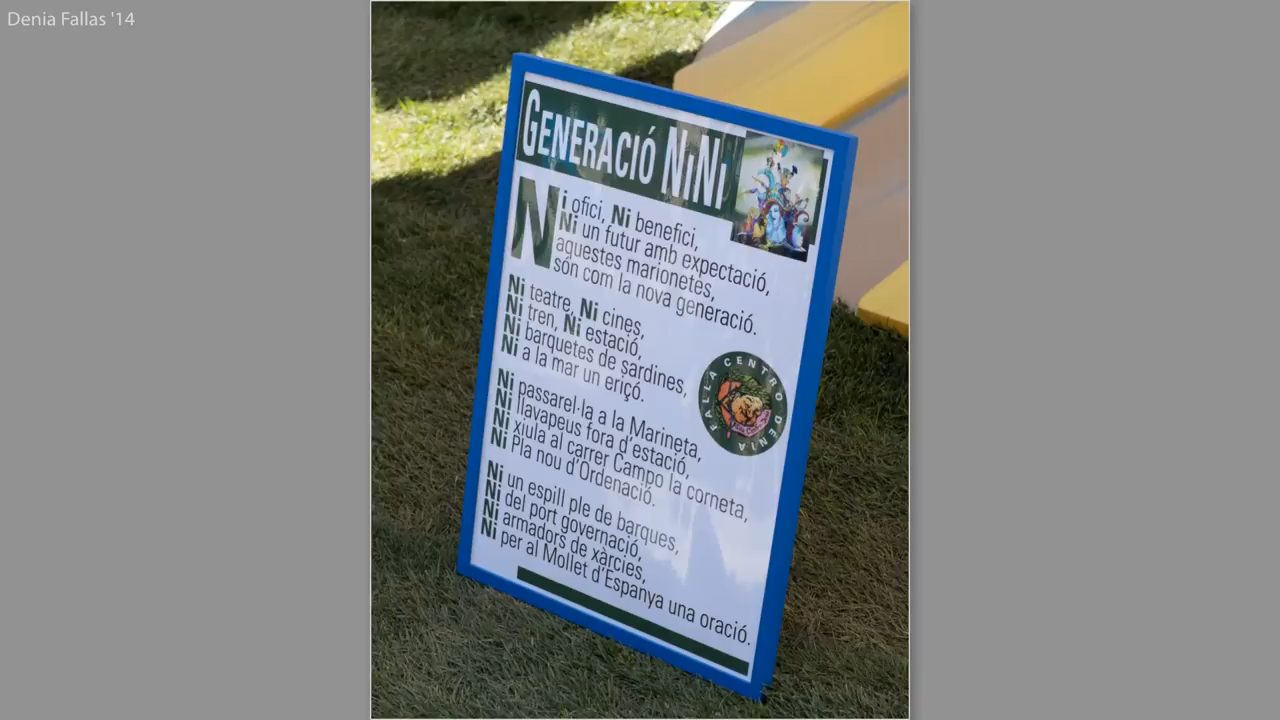 Denia Fallas '14
GENERACIÓ NINI
Ni ofici, Ni benefici,
Ni un futur amb expectació,
aquestes marionetes,
són com la nova generació.
Ni teatre, Ni cines,
Ni tren, Ni estació,
Ni barquetes de sardines,
Ni a la mar un eriçó.
Ni passarel·la a la Marineta,
Ni llavapeus fora d'estació,
Ni xiula al carrer Campo la corneta,
Ni Pla nou d'Ordenació.
Ni un espill ple de barques,
Ni del port governació,
Ni armadors de xàrcies,
Ni per al Mollet d'Espanya una oració.
FALLA CENTRO DENIA